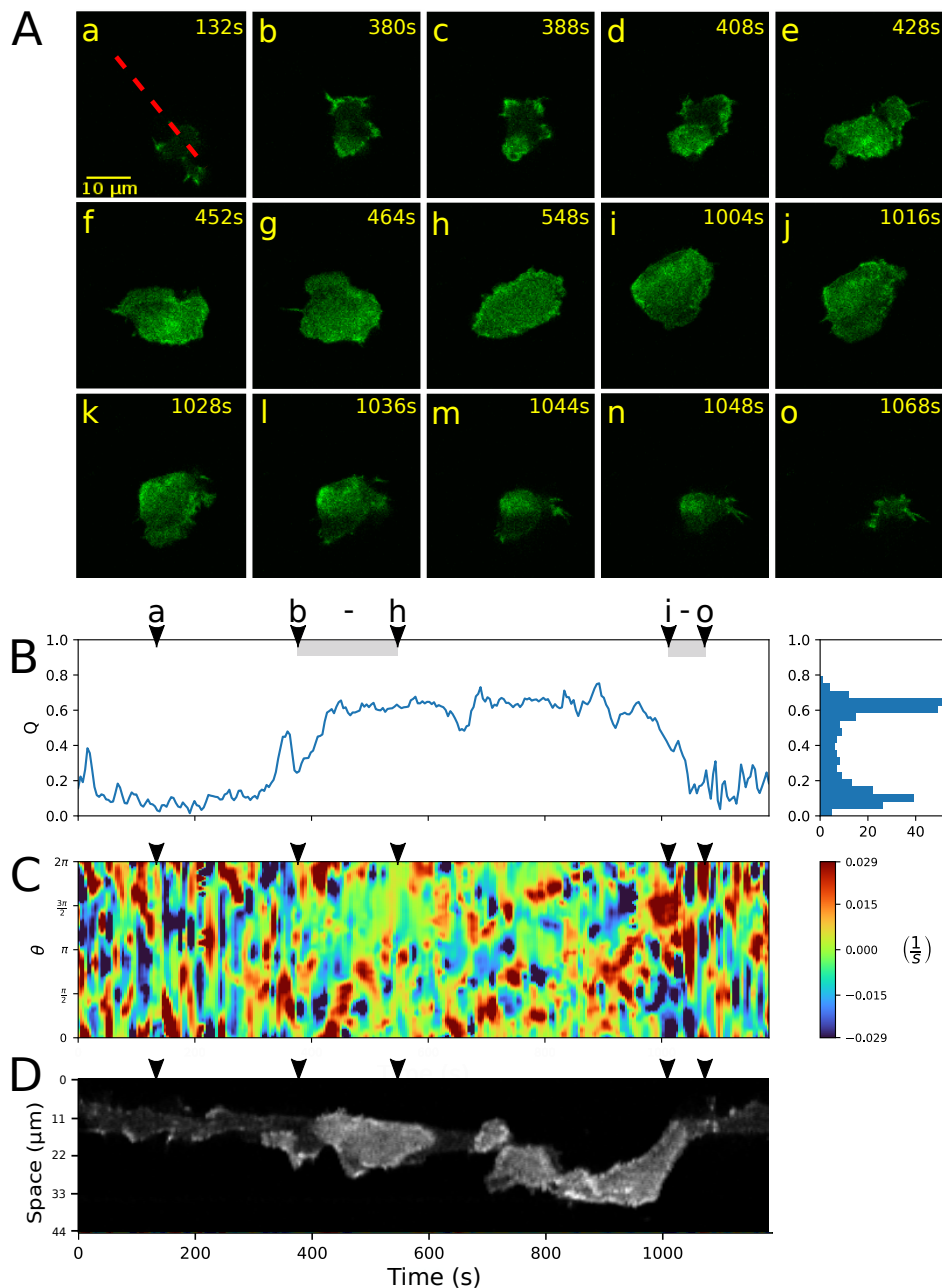 A
a 132s
b 380s
c 388s
d 408s
e 428s
10 µm
f 452s
g 464s
h 548s
i 1004s
j 1016s
k 1028s
l 1036s
m 1044s
n 1048s
o 1068s
a b - h i - o
B
1.0
0.8
0.6
0.4
0.2
0.0
Q
1.0
0.8
0.6
0.4
0.2
0.0
0 20 40
C
2π
3π/2
π
π/2
0
θ
0.029
0.015
0.000
−0.015
−0.029
(1/s)
D
0
11
22
33
44
Space (µm)
0 200 400 600 800 1000
Time (s)